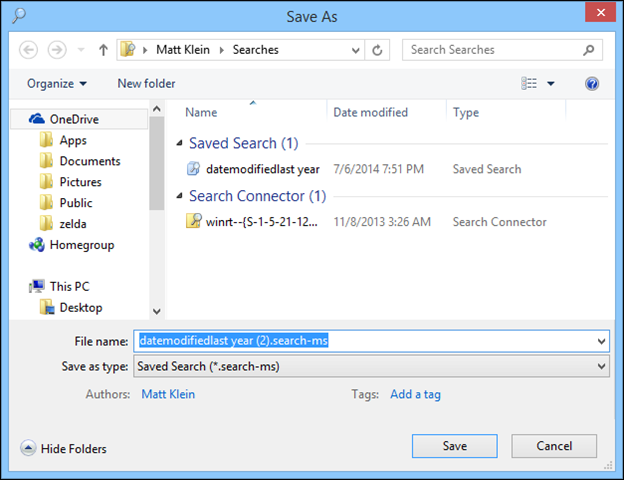 Save As
Matt Klein Searches
Search Searches
Organize New folder
Name Date modified Type
OneDrive
Apps
Documents
Pictures
Public
zelda
Homegroup
This PC
Desktop
Saved Search (1)
datemodifiedlast year 7/6/2014 7:51 PM Saved Search
Search Connector (1)
winrt--{S-1-5-21-12... 11/8/2013 3:26 AM Search Connector
File name: datemodifiedlast year (2).search-ms
Save as type: Saved Search (*.search-ms)
Authors: Matt Klein Tags: Add a tag
Hide Folders Save Cancel